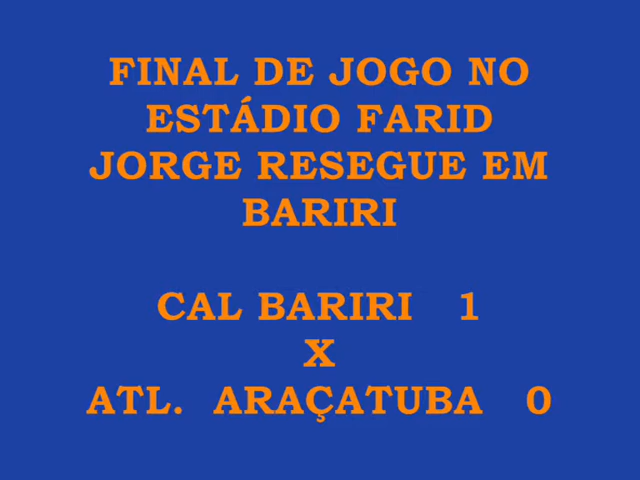 FINAL DE JOGO NO
ESTÁDIO FARID
JORGE RESEGUE EM
BARIRI
CAL BARIRI 1
X
ATL. ARAÇATUBA 0